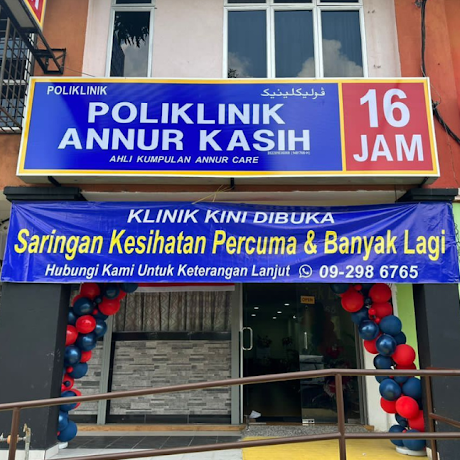 POLIKLINIK
ڤوليکلينيک
POLIKLINIK
ANNUR KASIH
AHLI KUMPULAN ANNUR CARE
16
JAM
KLINIK KINI DIBUKA
Saringan Kesihatan Percuma & Banyak Lagi
Hubungi Kami Untuk Keterangan Lanjut 09-298 6765